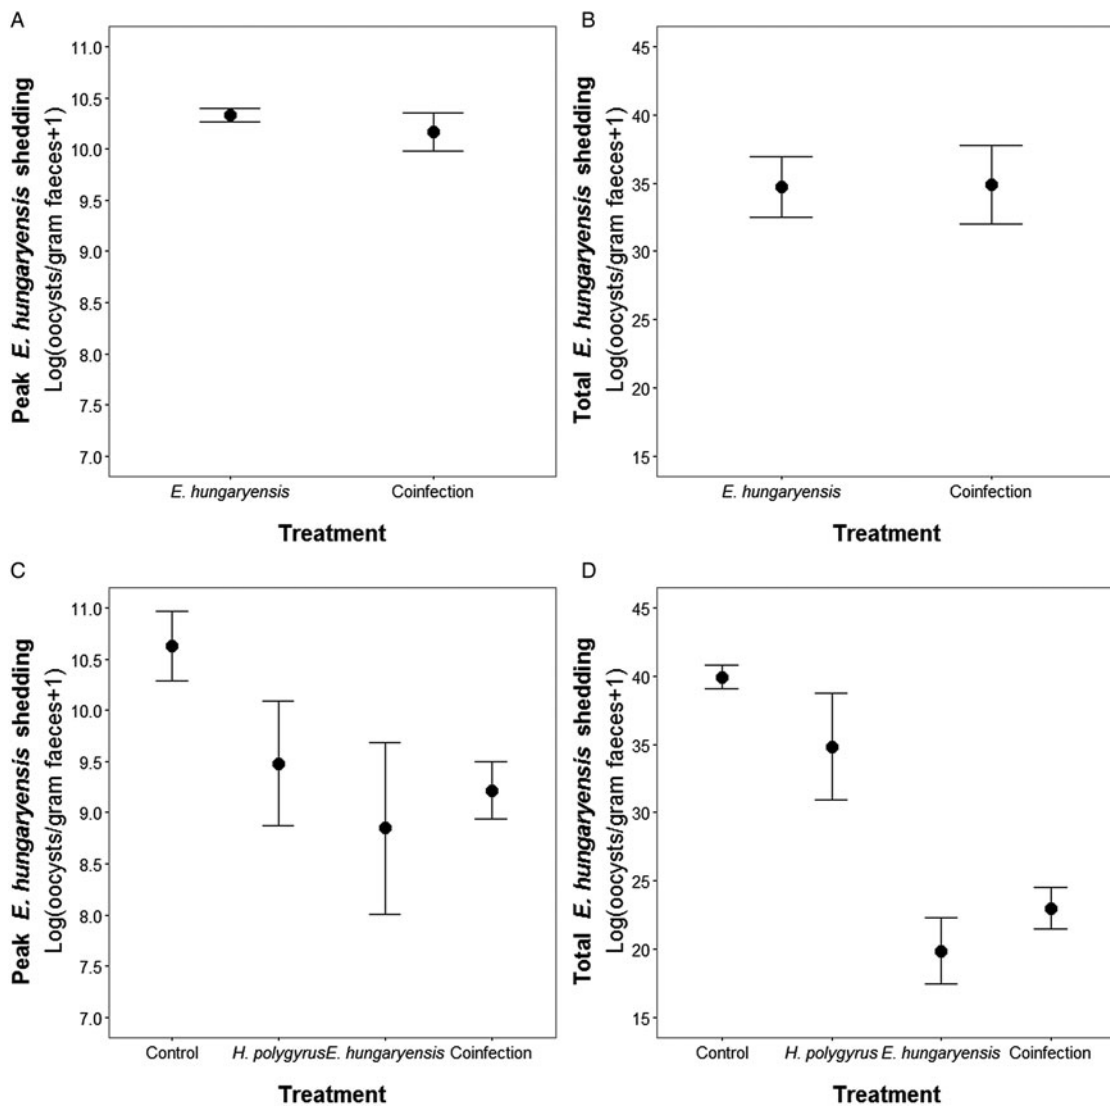 A
Peak E. hungaryensis shedding
Log(oocysts/gram faeces+1)
11.0
10.5
10.0
9.5
9.0
8.5
8.0
7.5
7.0
E. hungaryensis Coinfection
Treatment
B
Total E. hungaryensis shedding
Log(oocysts/gram faeces+1)
45
40
35
30
25
20
15
E. hungaryensis Coinfection
Treatment
C
Peak E. hungaryensis shedding
Log(oocysts/gram faeces+1)
11.0
10.5
10.0
9.5
9.0
8.5
8.0
7.5
7.0
Control H. polygyrus E. hungaryensis Coinfection
Treatment
D
Total E. hungaryensis shedding
Log(oocysts/gram faeces+1)
45
40
35
30
25
20
15
Control H. polygyrus E. hungaryensis Coinfection
Treatment